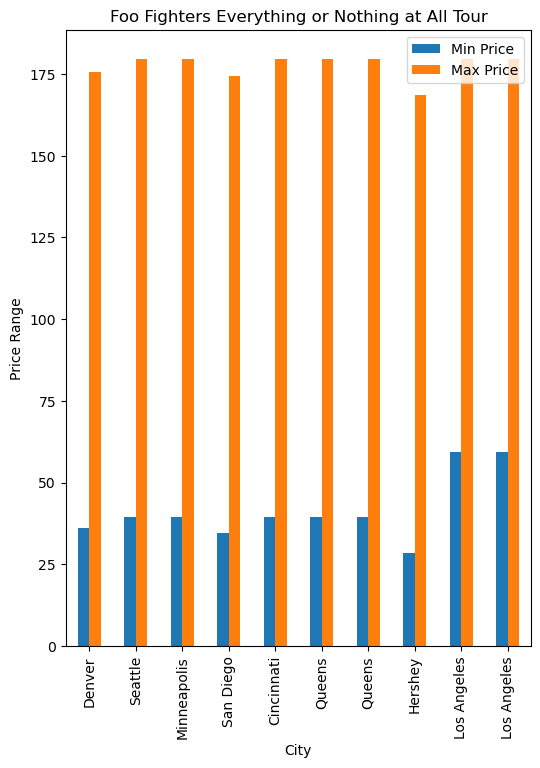 Foo Fighters Everything or Nothing at All Tour
Min Price
Max Price
175
150
125
100
75
50
25
0
Price Range
Denver
Seattle
Minneapolis
San Diego
Cincinnati
Queens
Queens
Hershey
Los Angeles
Los Angeles
City